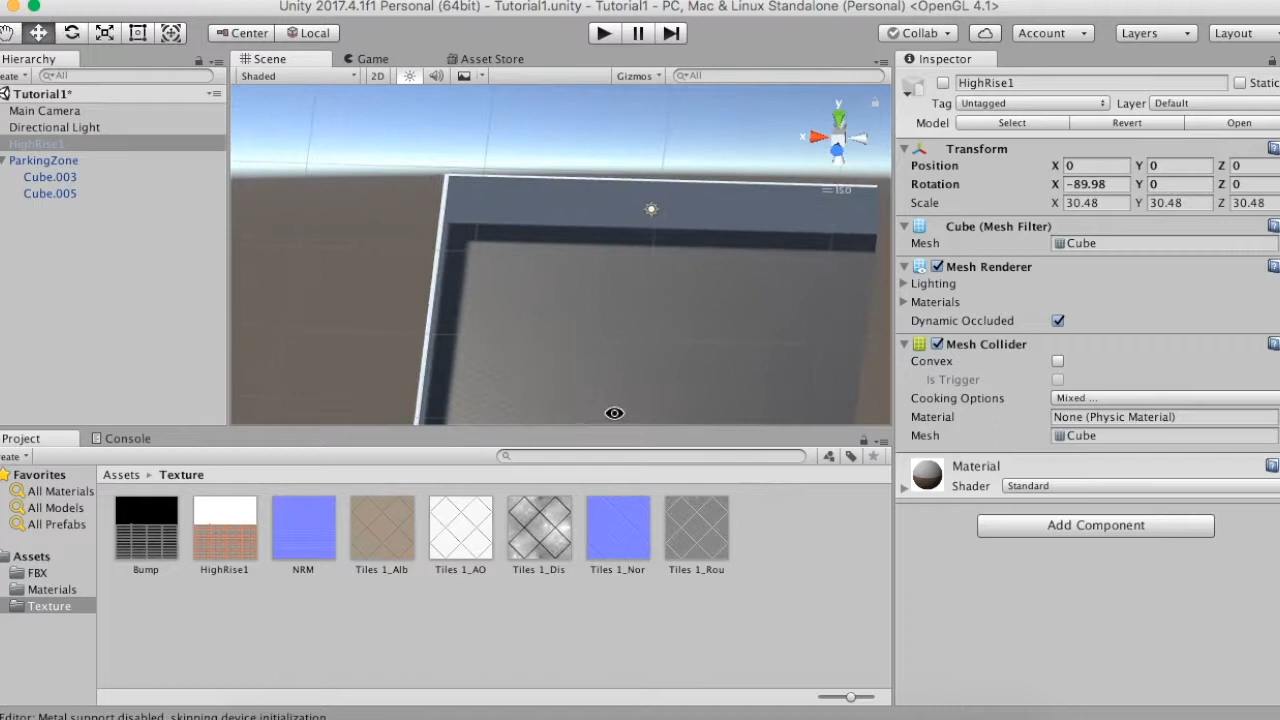 Unity 2017.4.1f1 Personal (64bit) - Tutorial1.unity - Tutorial1 - PC, Mac & Linux Standalone (Personal) <OpenGL 4.1>
Center Local Collab Account Layers Layout
Hierarchy
eate All
Tutorial1*
Main Camera
Directional Light
HighRise1
ParkingZone
Cube.003
Cube.005
Scene Game Asset Store
Shaded 2D Gizmos All
y
x
Iso
Inspector
HighRise1 Static
Tag Untagged Layer Default
Model Select Revert Open
Transform
Position X 0 Y 0 Z 0
Rotation X -89.98 Y 0 Z 0
Scale X 30.48 Y 30.48 Z 30.48
Cube (Mesh Filter)
Mesh Cube
Mesh Renderer
Lighting
Materials
Dynamic Occluded
Mesh Collider
Convex
Is Trigger
Cooking Options Mixed ...
Material None (Physic Material)
Mesh Cube
Material
Shader Standard
Add Component
Project Console
eate
Favorites
All Materials
All Models
All Prefabs
Assets
FBX
Materials
Texture
Assets Texture
Bump HighRise1 NRM Tiles 1_Alb Tiles 1_AO Tiles 1_Dis Tiles 1_Nor Tiles 1_Rou
Editor: Metal support disabled, skipping device initialization